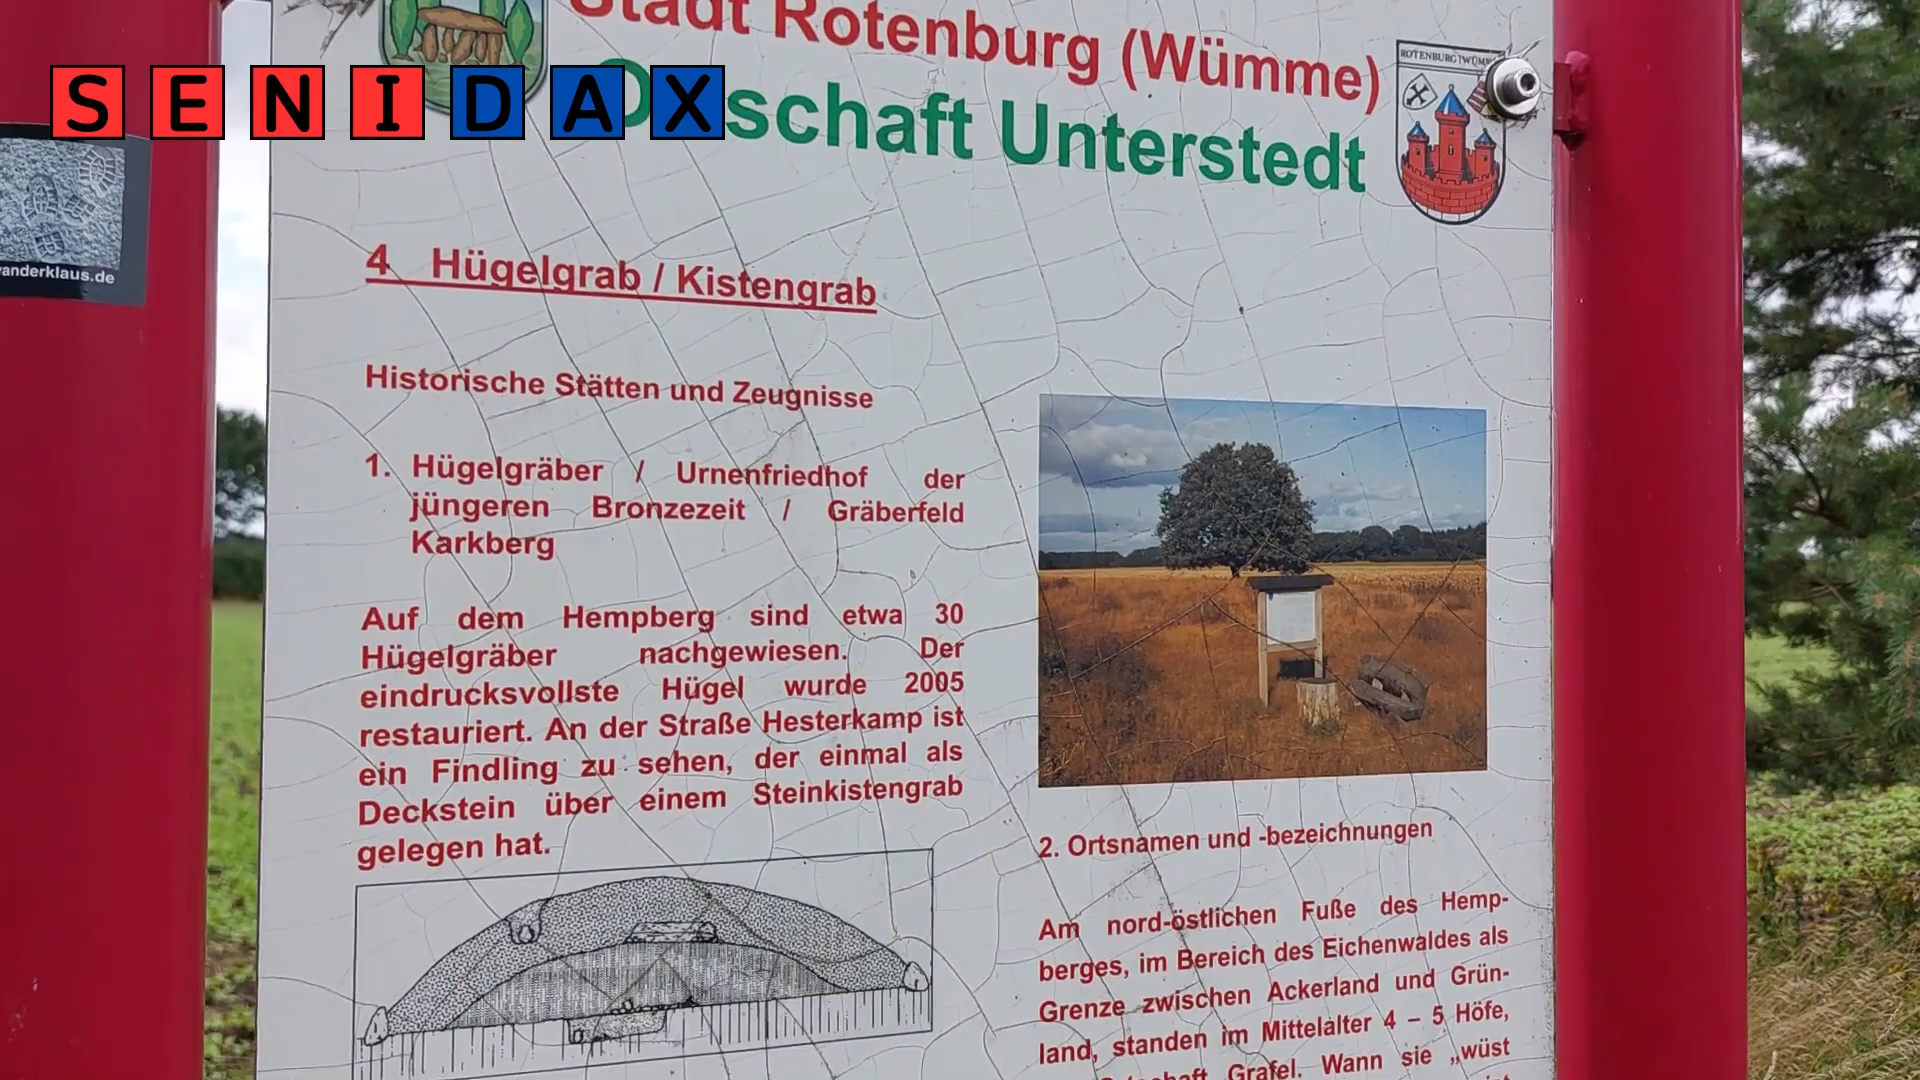 Stadt Rotenburg (Wümme)
SENIDAX
schaft Unterstedt
ROTENBURG (WÜMME)
4 Hügelgrab / Kistengrab
anderklaus.de
Historische Stätten und Zeugnisse
1. Hügelgräber / Urnenfriedhof der
jüngeren Bronzezeit / Gräberfeld
Karkberg
Auf dem Hempberg sind etwa 30
Hügelgräber nachgewiesen. Der
eindrucksvollste Hügel wurde 2005
restauriert. An der Straße Hesterkamp ist
ein Findling zu sehen, der einmal als
Deckstein über einem Steinkistengrab
gelegen hat.
2. Ortsnamen und -bezeichnungen
Am nord-östlichen Fuße des Hemp-
berges, im Bereich des Eichenwaldes als
Grenze zwischen Ackerland und Grün-
land, standen im Mittelalter 4 – 5 Höfe,
Grafel. Wann sie „wüst